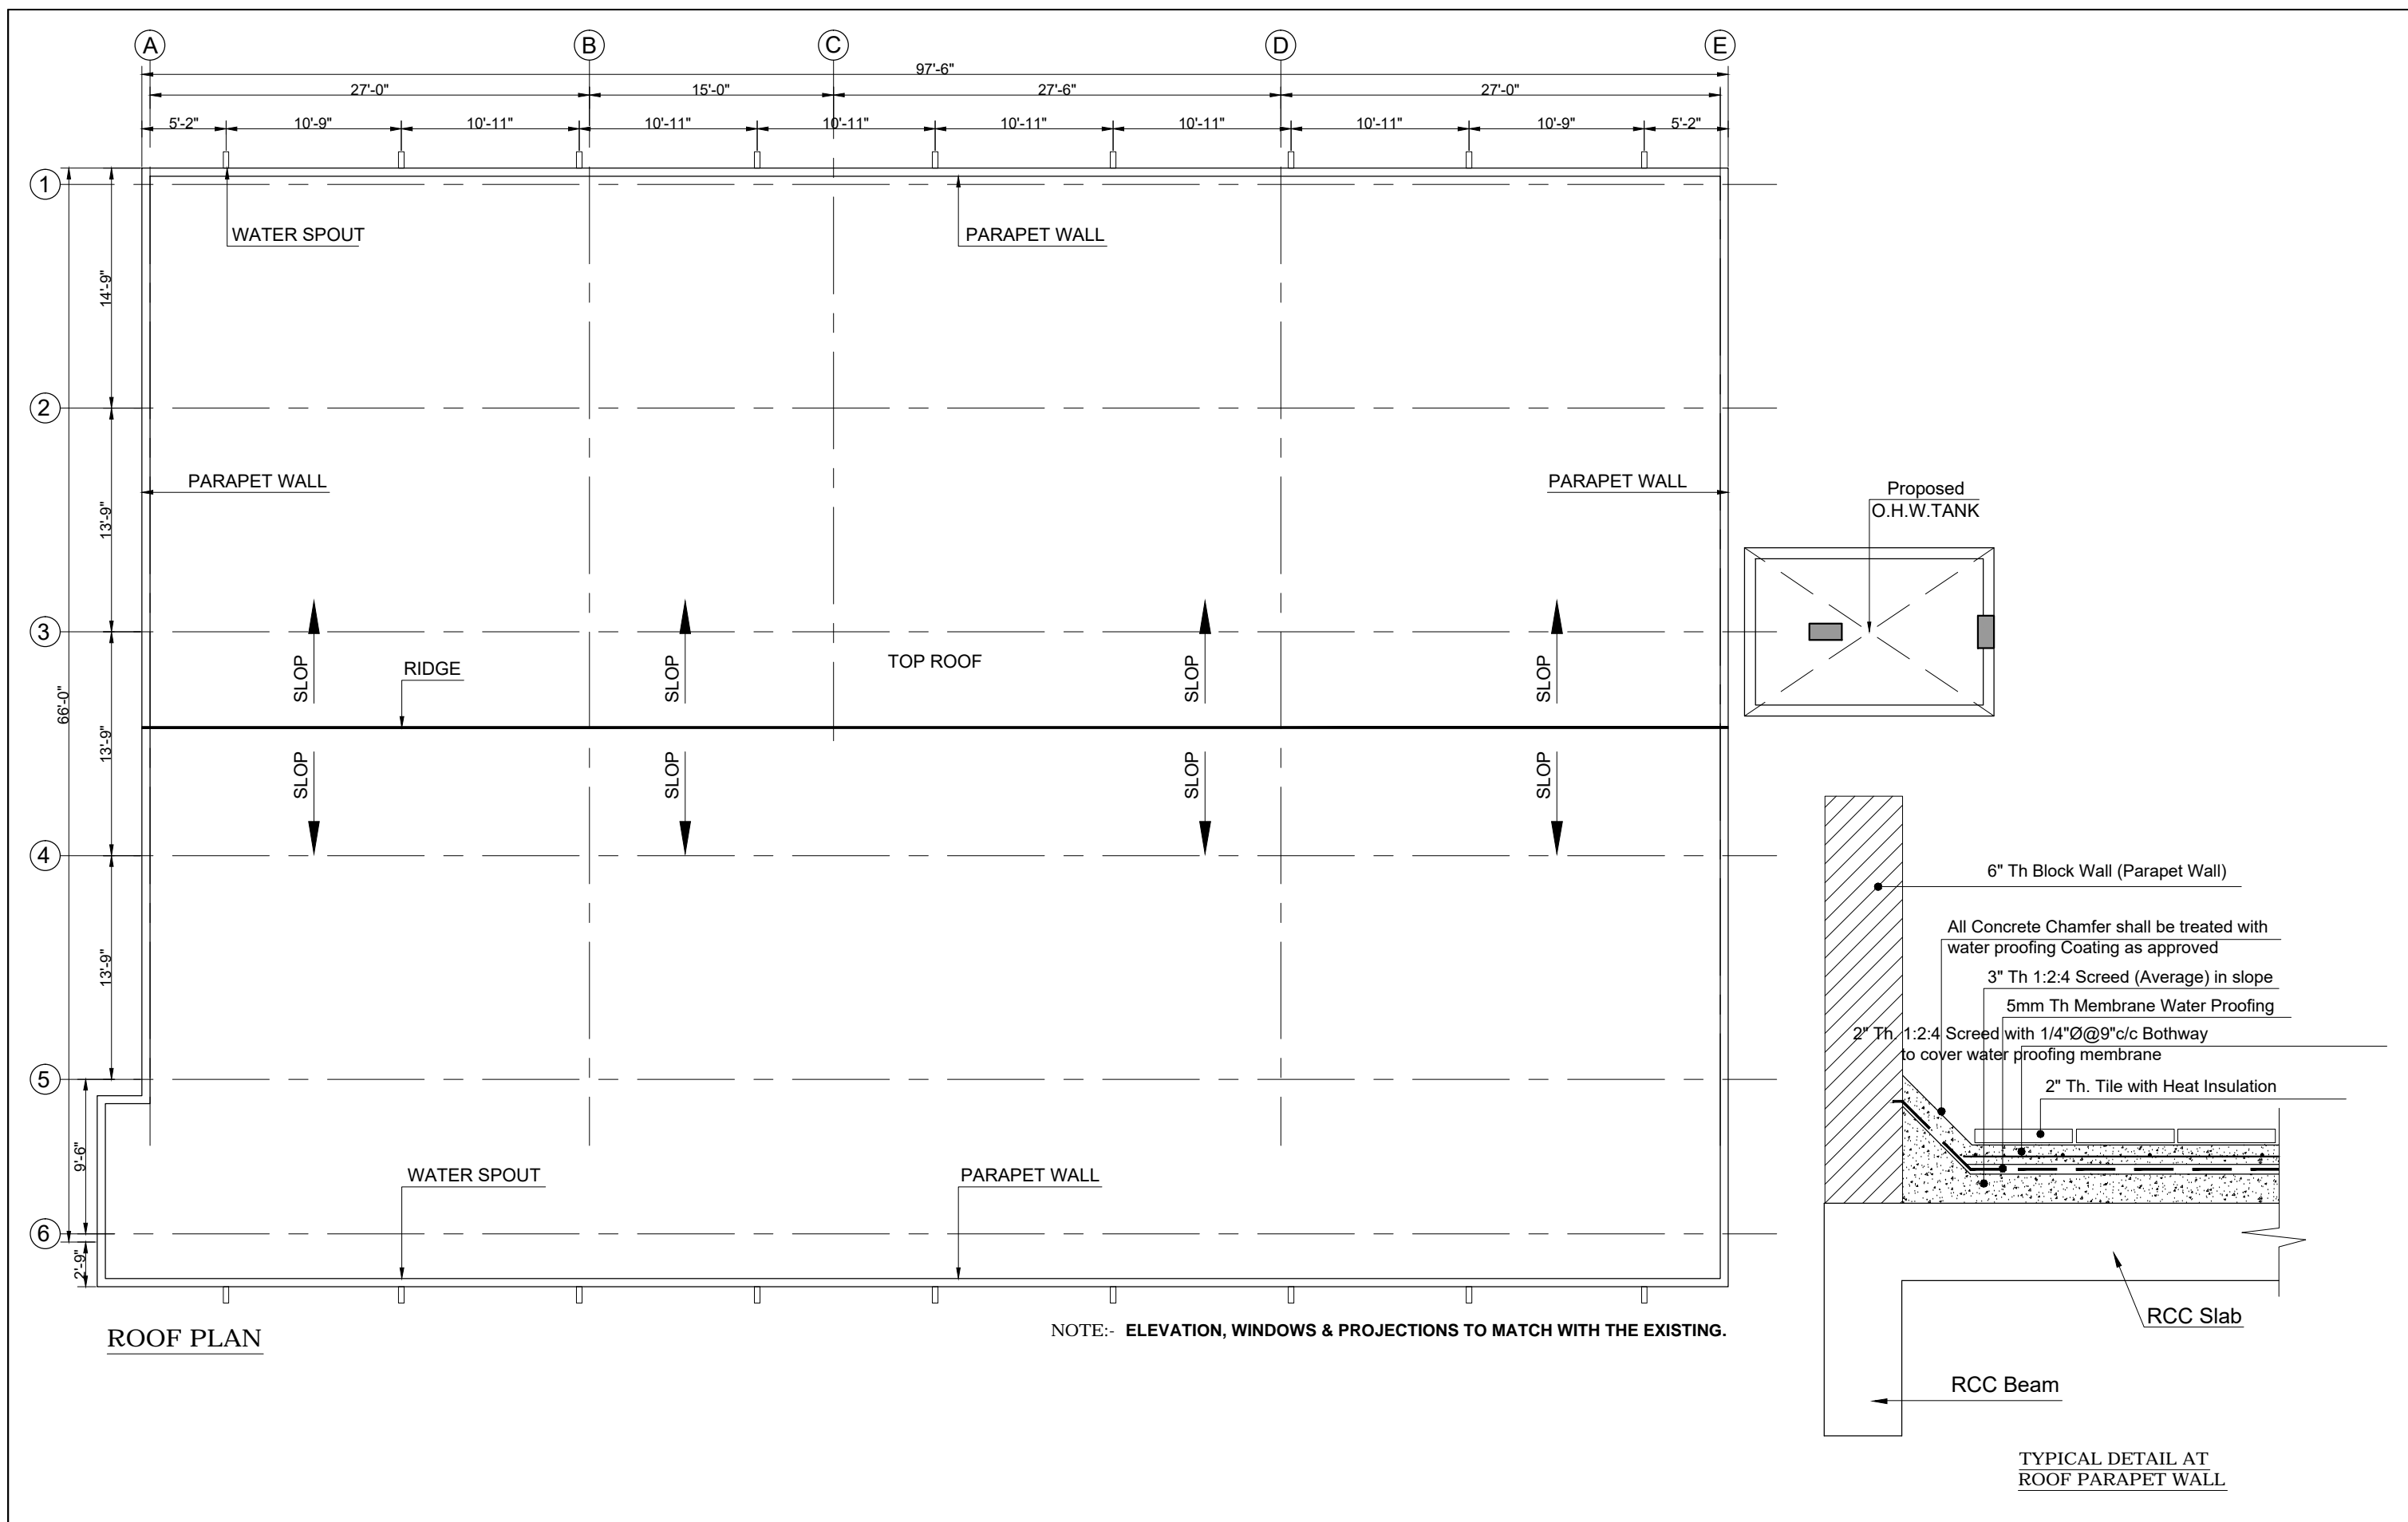 A
B
C
D
E
97'-6"
27'-0"
15'-0"
27'-6"
27'-0"
5'-2"
10'-9"
10'-11"
10'-11"
10'-11"
10'-11"
10'-11"
10'-11"
10'-9"
5'-2"
1
WATER SPOUT
PARAPET WALL
14'-9"
2
PARAPET WALL
PARAPET WALL
13'-9"
Proposed
O.H.W.TANK
3
SLOP
SLOP
SLOP
SLOP
RIDGE
TOP ROOF
66'-0"
13'-9"
SLOP
SLOP
SLOP
SLOP
4
6" Th Block Wall (Parapet Wall)
All Concrete Chamfer shall be treated with
water proofing Coating as approved
13'-9"
3" Th 1:2:4 Screed (Average) in slope
5mm Th Membrane Water Proofing
2" Th. 1:2:4 Screed with 1/4"Ø@9"c/c Bothway
to cover water proofing membrane
5
2" Th. Tile with Heat Insulation
9'-6"
WATER SPOUT
PARAPET WALL
6
2'-9"
ROOF PLAN
NOTE:- ELEVATION, WINDOWS & PROJECTIONS TO MATCH WITH THE EXISTING.
RCC Slab
RCC Beam
TYPICAL DETAIL AT
ROOF PARAPET WALL